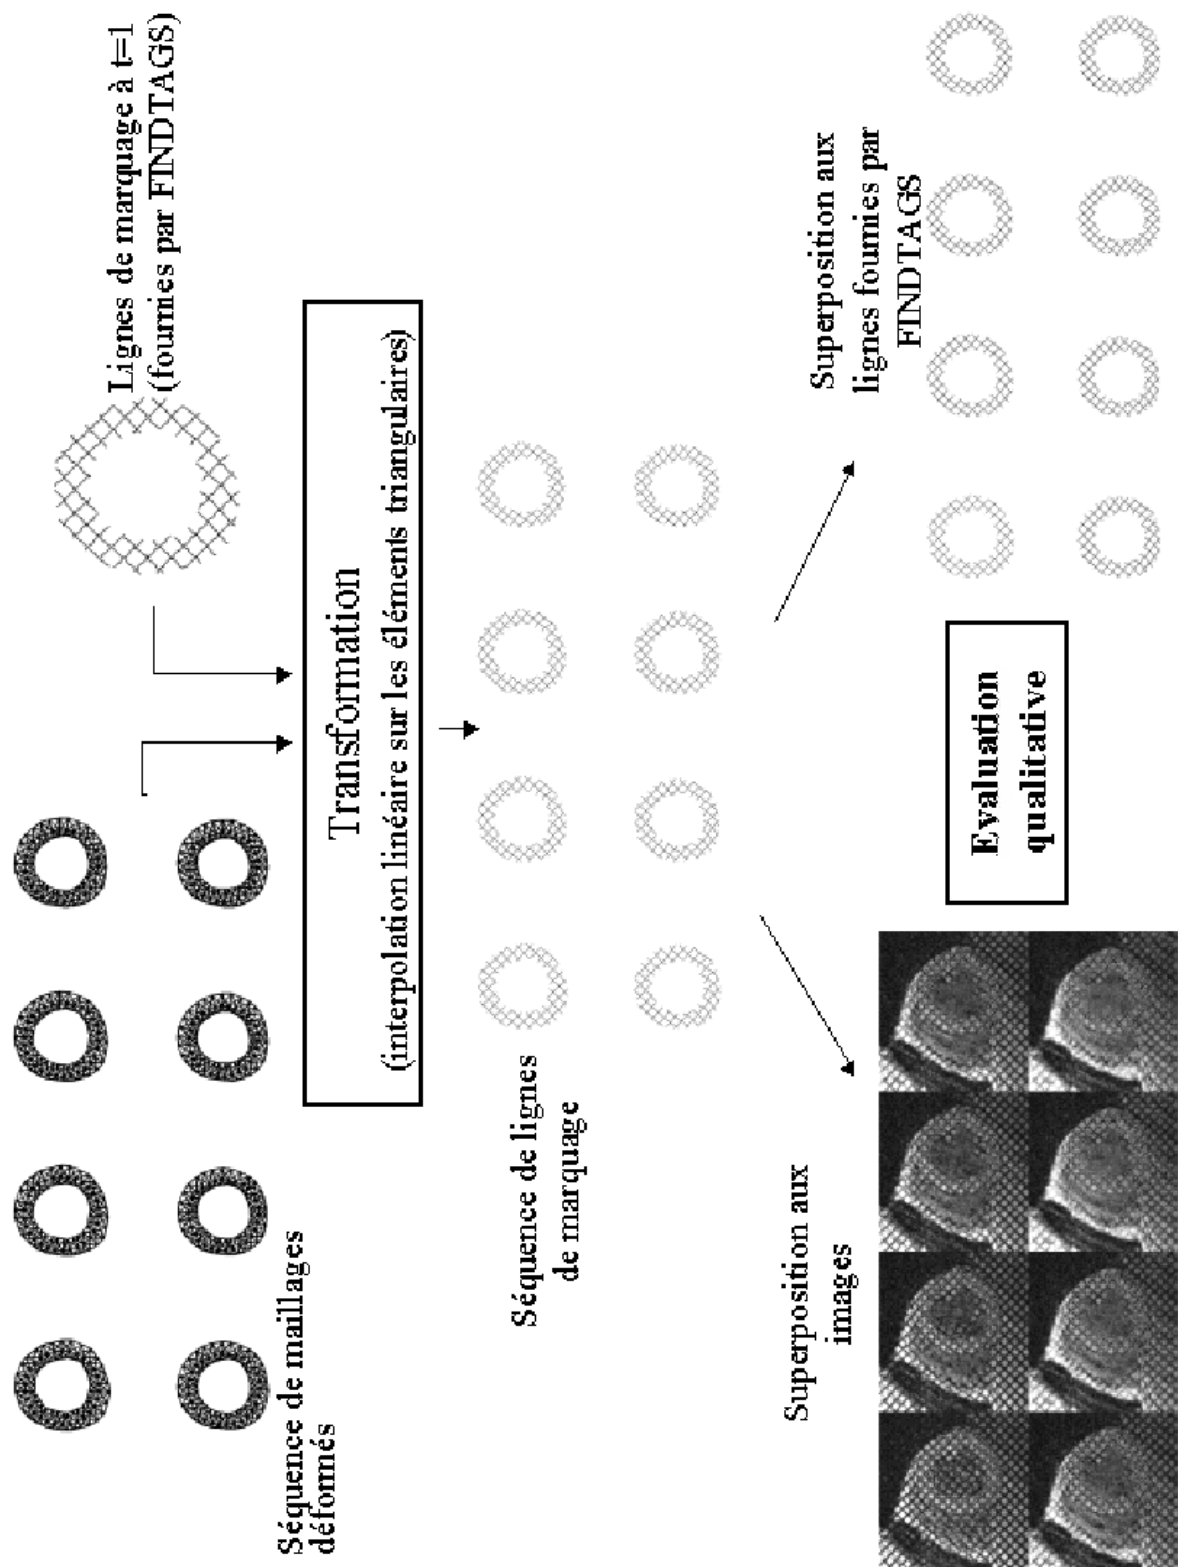 Lignes de marquage à t=1
(fournies par FINDTAGS)
Séquence de maillages
déformés
Transformation
(interpolation linéaire sur les éléments triangulaires)
Séquence de lignes
de marquage
Superposition aux
images
Superposition aux
lignes fournies par
FINDTAGS
Evaluation
qualitative